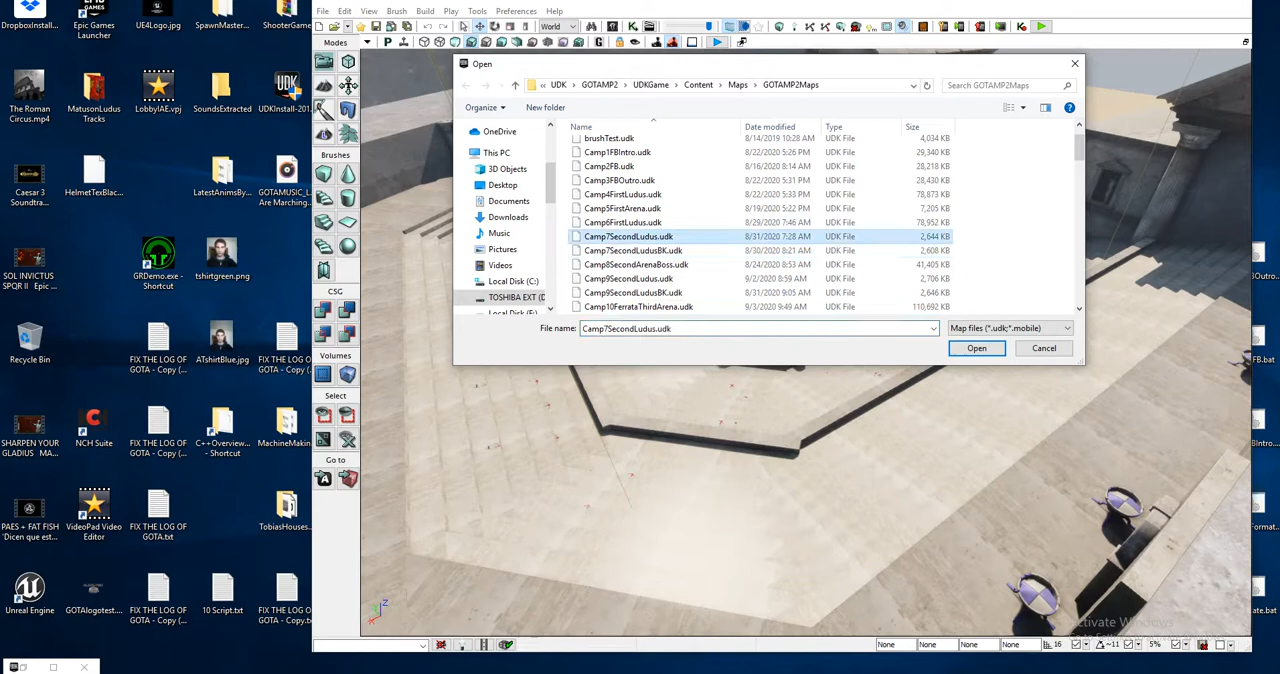 File Edit View Brush Build Play Tools Preferences Help
World
Modes
Brushes
CSG
Volumes
Select
Go to
DropboxInst...
Epic Games Launcher
UE4Logo.jpg
SpawnMaster...
ShooterGame
The Roman Circus.mp4
MatusonLudus Tracks
LobbyIAE.vpj
SoundsExtracted
UDKInstall-201...
Caesar 3 Soundtra...
HelmetTexBlac...
LatestAnimsBy...
GOTAMUSIC_I... Are Marching...
SOL INVICTUS SPQR II Epic ...
GRDemo.exe - Shortcut
tshirtgreen.png
Recycle Bin
FIX THE LOG OF GOTA - Copy (...
ATshirtBlue.jpg
FIX THE LOG OF GOTA - Copy (...
SHARPEN YOUR GLADIUS MA...
NCH Suite
FIX THE LOG OF GOTA - Copy (...
C++Overview... - Shortcut
MachineMakin...
PAES + FAT FISH 'Dicen que est...
VideoPad Video Editor
FIX THE LOG OF GOTA.txt
TobiasHouses...
Unreal Engine
GOTAlogotest....
FIX THE LOG OF GOTA - Copy (...
10 Script.txt
FIX THE LOG OF GOTA - Copy (...
Open
UDK > GOTAMP2 > UDKGame > Content > Maps > GOTAMP2Maps
Search GOTAMP2Maps
Organize New folder
OneDrive
This PC
3D Objects
Desktop
Documents
Downloads
Music
Pictures
Videos
Local Disk (C:)
TOSHIBA EXT (D
Name Date modified Type Size
brushTest.udk 8/14/2019 10:28 AM UDK File 4,034 KB
Camp1FBIntro.udk 8/22/2020 5:26 PM UDK File 29,340 KB
Camp2FB.udk 8/16/2020 8:14 AM UDK File 28,218 KB
Camp3FBOutro.udk 8/22/2020 5:31 PM UDK File 28,430 KB
Camp4FirstLudus.udk 8/22/2020 5:33 PM UDK File 78,873 KB
Camp5FirstArena.udk 8/19/2020 5:22 PM UDK File 7,205 KB
Camp6FirstLudus.udk 8/29/2020 7:46 AM UDK File 78,952 KB
Camp7SecondLudus.udk 8/31/2020 7:28 AM UDK File 2,644 KB
Camp7SecondLudusBK.udk 8/30/2020 8:21 AM UDK File 2,608 KB
Camp8SecondArenaBoss.udk 8/24/2020 8:53 AM UDK File 41,405 KB
Camp9SecondLudus.udk 9/2/2020 8:59 AM UDK File 2,706 KB
Camp9SecondLudusBK.udk 8/31/2020 9:05 AM UDK File 2,646 KB
Camp10FerrataThirdArena.udk 9/3/2020 9:49 AM UDK File 110,692 KB
File name: Camp7SecondLudus.udk
Map files (*.udk;*.mobile)
Open Cancel
Activate Windows
None None None None 16 ~11 5%